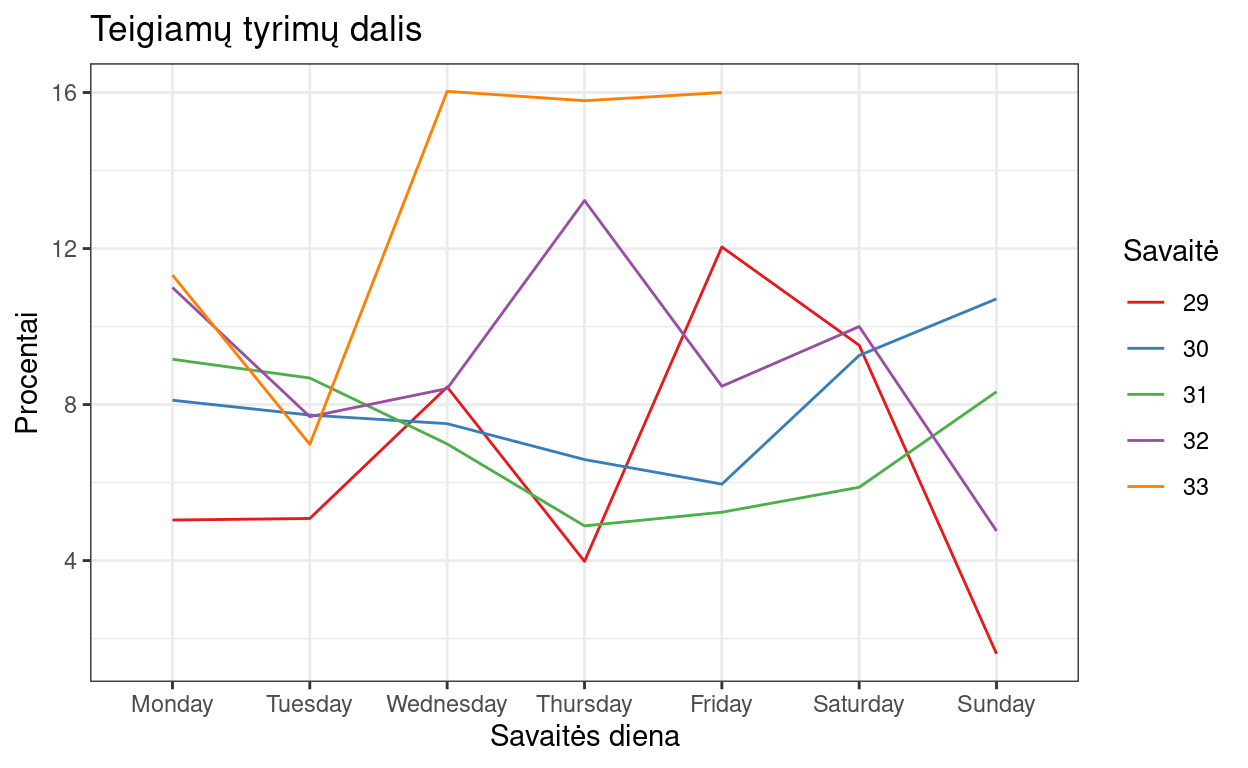 Teigiamų tyrimų dalis
Procentai
16
12
8
4
Monday Tuesday Wednesday Thursday Friday Saturday Sunday
Savaitės diena
Savaitė
29
30
31
32
33